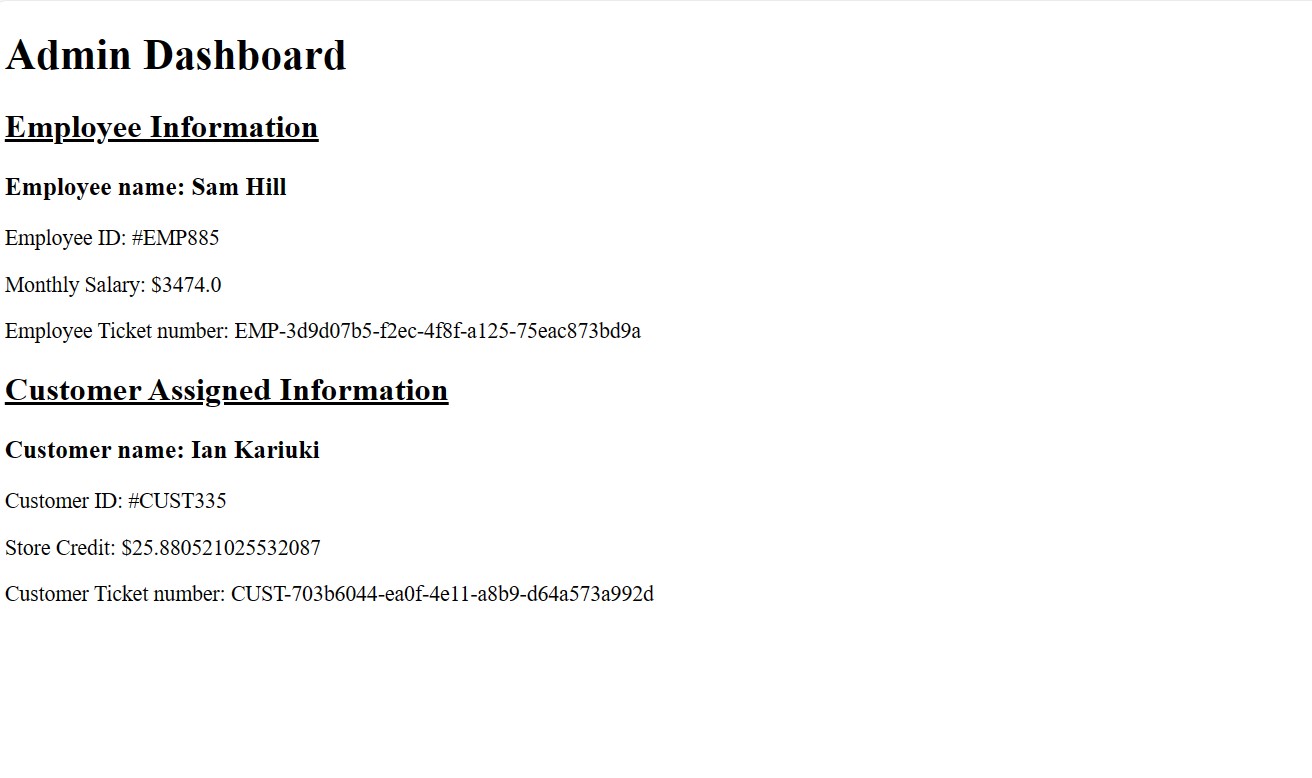 Admin Dashboard
Employee Information
Employee name: Sam Hill
Employee ID: #EMP885
Monthly Salary: $3474.0
Employee Ticket number: EMP-3d9d07b5-f2ec-4f8f-a125-75eac873bd9a
Customer Assigned Information
Customer name: Ian Kariuki
Customer ID: #CUST335
Store Credit: $25.880521025532087
Customer Ticket number: CUST-703b6044-ea0f-4e11-a8b9-d64a573a992d